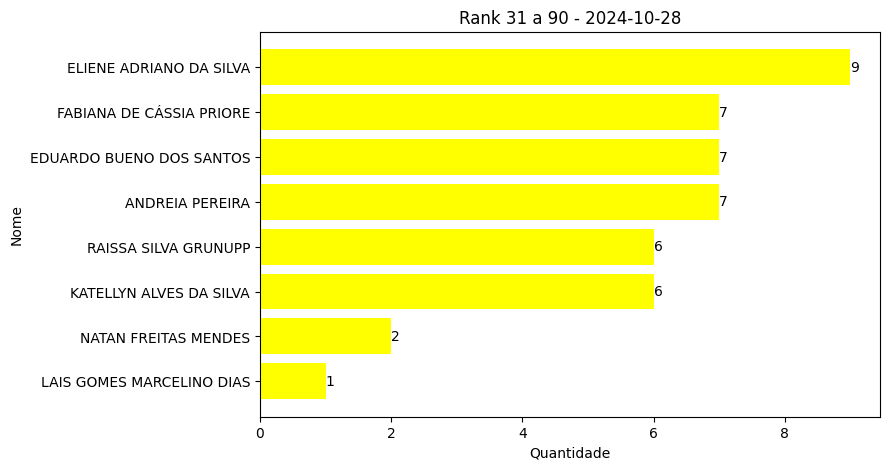 Rank 31 a 90 - 2024-10-28
Nome
ELIENE ADRIANO DA SILVA 9
FABIANA DE CÁSSIA PRIORE 7
EDUARDO BUENO DOS SANTOS 7
ANDREIA PEREIRA 7
RAISSA SILVA GRUNUPP 6
KATELLYN ALVES DA SILVA 6
NATAN FREITAS MENDES 2
LAIS GOMES MARCELINO DIAS 1
0 2 4 6 8
Quantidade